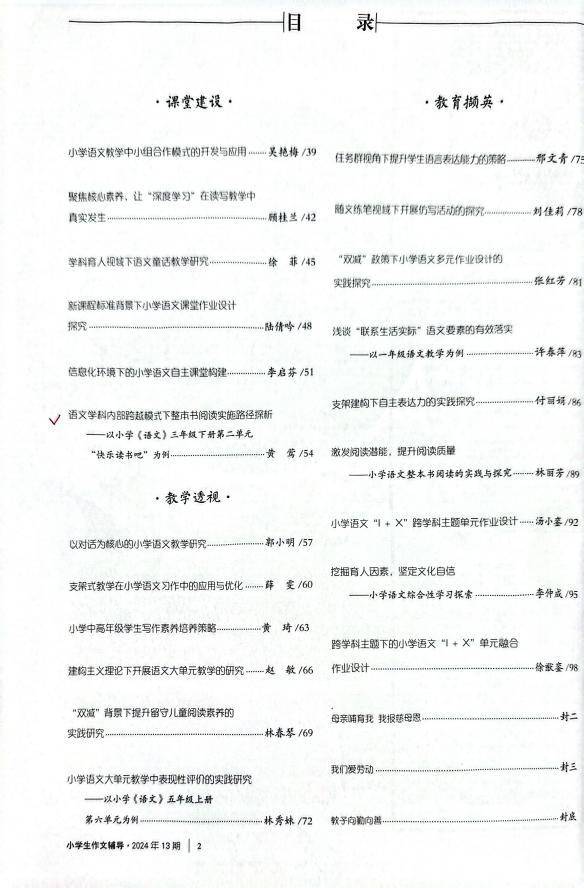 目 录
·课堂建设·
小学语文教学中小组合作模式的开发与应用……吴艳梅/39
聚焦核心素养，让“深度学习”在读写教学中
真实发生……顾桂兰/42
学科育人视域下语文童话教学研究……徐 菲/45
新课程标准背景下小学语文课堂作业设计
探究……陆倩吟/48
信息化环境下的小学语文自主课堂构建……李启芬/51
语文学科内部跨越模式下整本书阅读实施路径探析
——以小学《语文》三年级下册第二单元
“快乐读书吧”为例……黄 莺/54
·教学透视·
以对话为核心的小学语文教学研究……郭小明/57
支架式教学在小学语文习作中的应用与优化……薛 雯/60
小学中高年级学生写作素养培养策略……黄 琦/63
建构主义理论下开展语文大单元教学的研究……赵 敏/66
“双减”背景下提升留守儿童阅读素养的
实践研究……林春琴/69
小学语文大单元教学中表现性评价的实践研究
——以小学《语文》五年级上册
第六单元为例……林秀妹/72
·教育撷英·
任务群视角下提升学生语言表达能力的策略……邢文青/75
随文练笔视域下开展仿写活动的探究……刘佳莉/78
“双减”政策下小学语文多元作业设计的
实践探究……张红芳/81
浅谈“联系生活实际”语文要素的有效落实
——以一年级语文教学为例……许春萍/83
支架建构下自主表达力的实践探究……付丽娟/86
激发阅读潜能，提升阅读质量
——小学语文整本书阅读的实践与探究……林丽芳/89
小学语文“1 + X”跨学科主题单元作业设计……汤小銮/92
挖掘育人因素，坚定文化自信
——小学语文综合性学习探索……李仲成/95
跨学科主题下的小学语文“1 + X”单元融合
作业设计……徐嵚崟/98
母亲哺育我 我报慈母恩……封二
我们爱劳动……封三
教子向勤向善……封底
小学生作文辅导·2024年13期 | 2